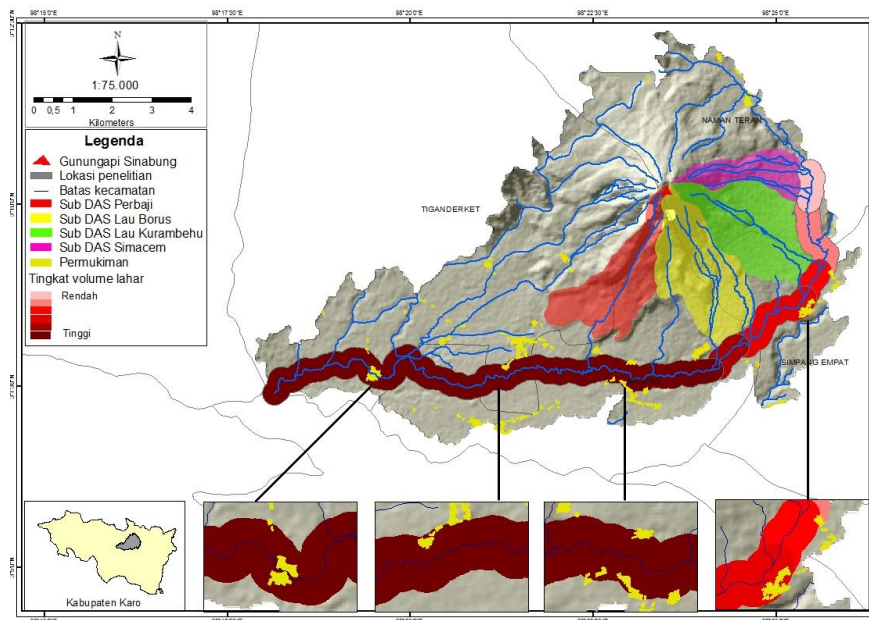 98°15'0"E 98°17'30"E 98°20'0"E 98°22'30"E 98°25'0"E
N
1:75.000
0 0,5 1 2 3 4
Kilometers
Legenda
Gunungapi Sinabung
Lokasi penelitian
Batas kecamatan
Sub DAS Perbaji
Sub DAS Lau Borus
Sub DAS Lau Kurambehu
Sub DAS Simacem
Permukiman
Tingkat volume lahar
Rendah
Tinggi
NAMAN TERAN
TIGANDERKET
SIMPANG EMPAT
Kabupaten Karo